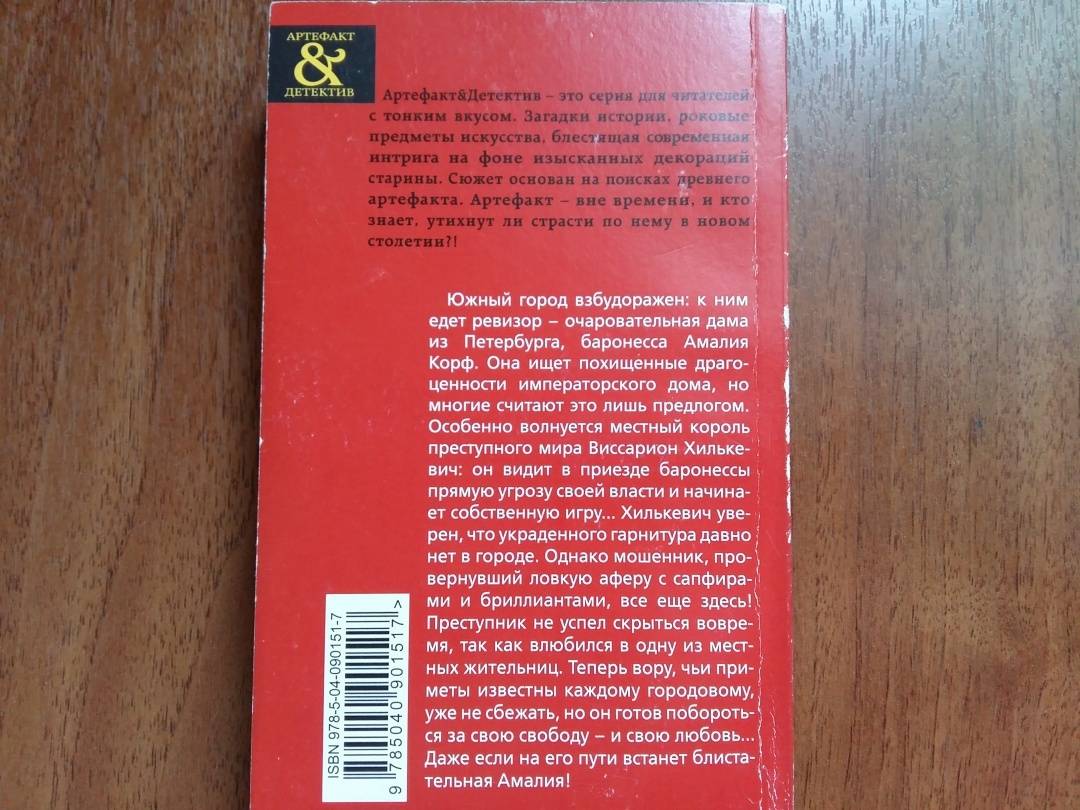 АРТЕФАКТ
&
ДЕТЕКТИВ
Артефакт&Детектив – это серия для читателей
с тонким вкусом. Загадки истории, роковые
предметы искусства, блестящая современная
интрига на фоне изысканных декораций
старины. Сюжет основан на поисках древнего
артефакта. Артефакт – вне времени, и кто
знает, утихнут ли страсти по нему в новом
столетии?!
Южный город взбудоражен: к ним
едет ревизор – очаровательная дама
из Петербурга, баронесса Амалия
Корф. Она ищет похищенные драго-
ценности императорского дома, но
многие считают это лишь предлогом.
Особенно волнуется местный король
преступного мира Виссарион Хильке-
вич: он видит в приезде баронессы
прямую угрозу своей власти и начина-
ет собственную игру... Хилькевич уве-
рен, что украденного гарнитура давно
нет в городе. Однако мошенник, про-
вернувший ловкую аферу с сапфира-
ми и бриллиантами, все еще здесь!
Преступник не успел скрыться вовре-
мя, так как влюбился в одну из мест-
ных жительниц. Теперь вору, чьи при-
меты известны каждому городовому,
уже не сбежать, но он готов побороть-
ся за свою свободу – и свою любовь...
Даже если на его пути встанет блиста-
тельная Амалия!
ISBN 978-5-04-090151-7
9 785040 901517 >